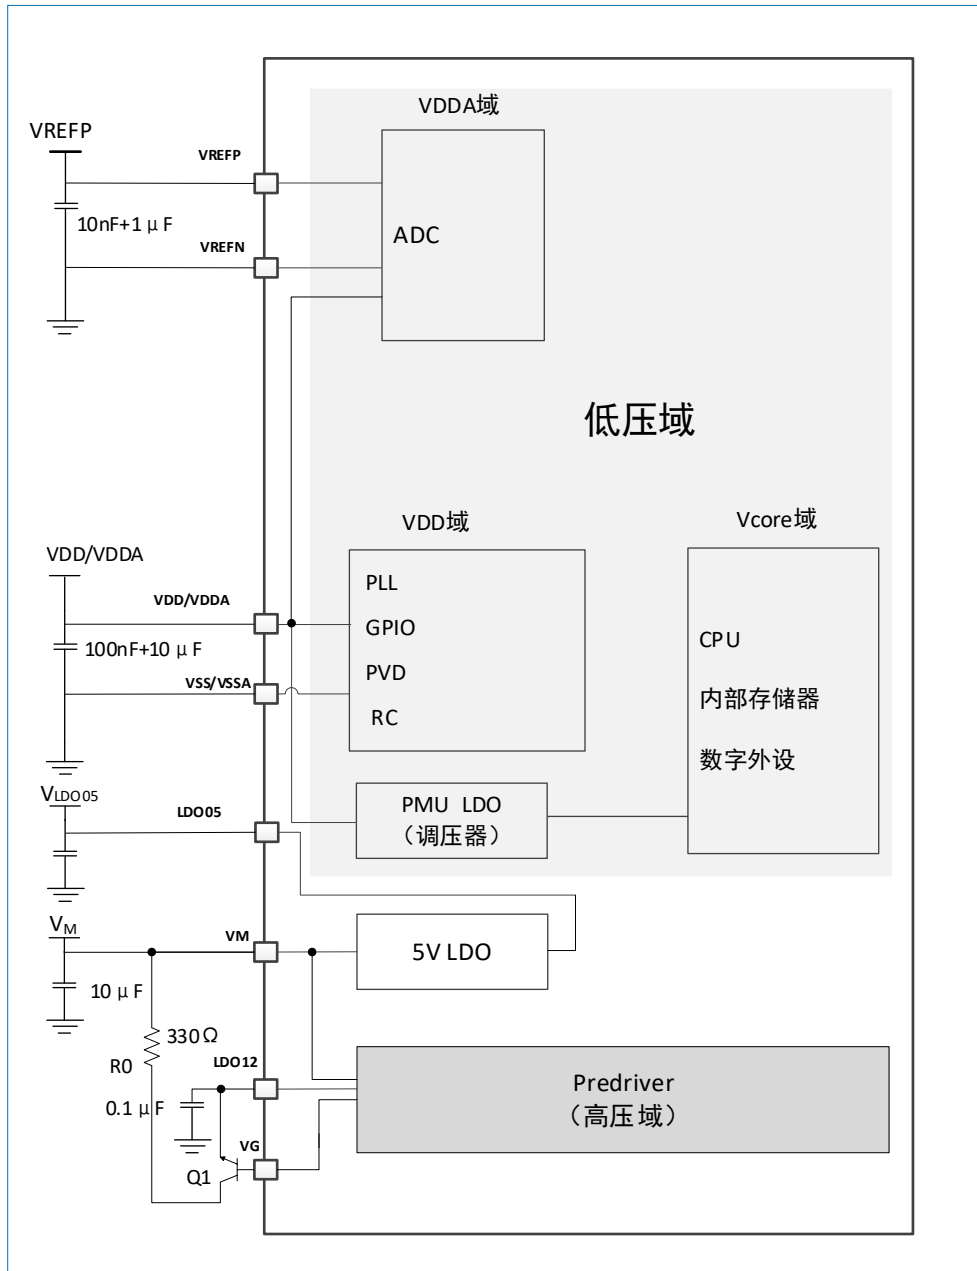 VDDA域
VREFP
VREFP
10nF+1μF
VREFN
ADC
低压域
VDD域
Vcore域
VDD/VDDA
VDD/VDDA
100nF+10μF
VSS/VSSA
PLL
GPIO
PVD
RC
CPU
内部存储器
数字外设
VLDO05
LDO05
PMU LDO
（调压器）
VM
VM
5V LDO
10μF
330Ω
R0
LDO12
0.1μF
VG
Q1
Predriver
（高压域）